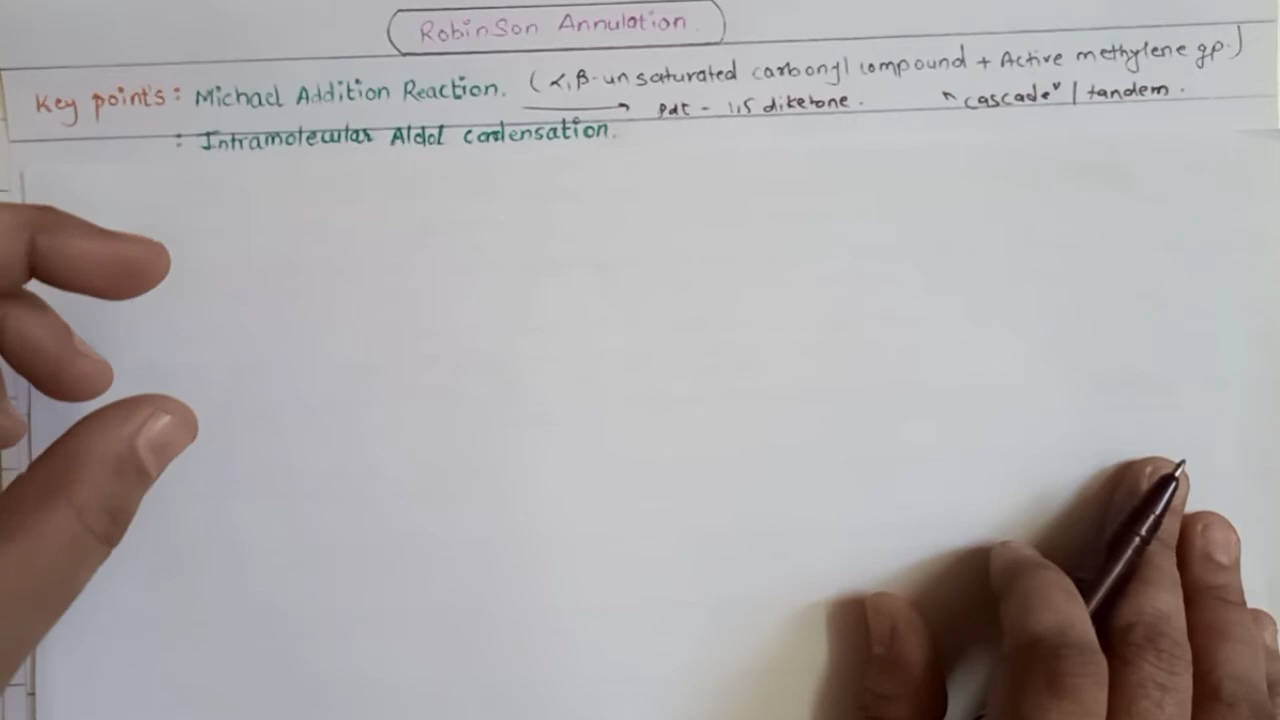 Robinson Annulation
Key point's : Michael Addition Reaction. (α,β-unsaturated carbonyl compound + Active methylene gp.)
→ pdt - 1,5 diketone. "cascade" / tandem.
: Intramolecular Aldol condensation.